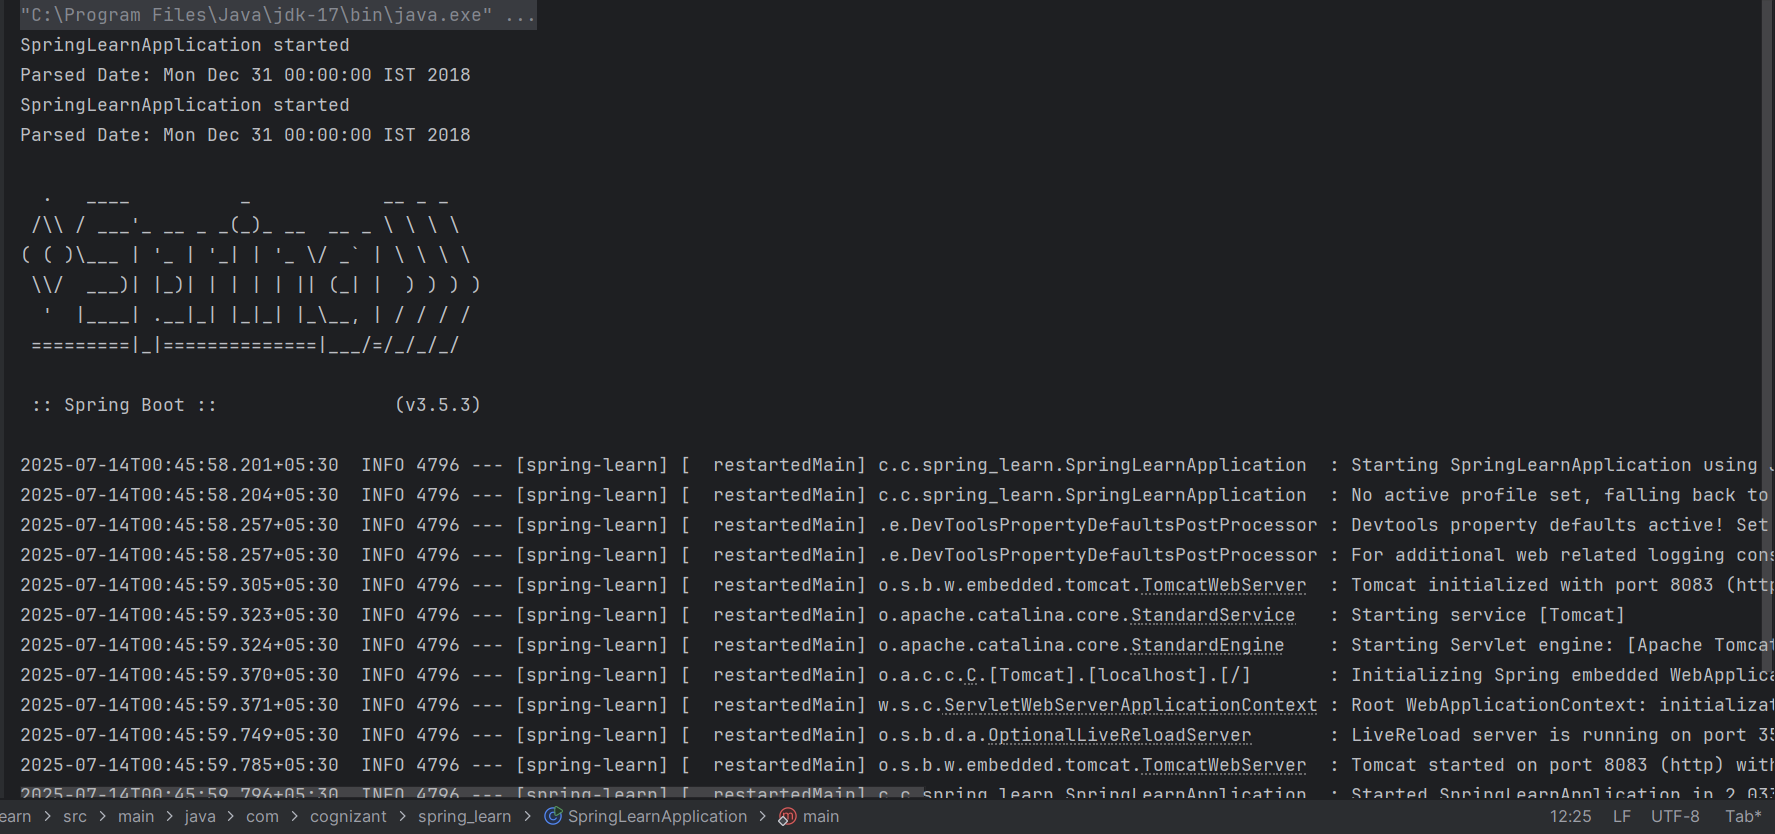 "C:\Program Files\Java\jdk-17\bin\java.exe" ...
SpringLearnApplication started
Parsed Date: Mon Dec 31 00:00:00 IST 2018
SpringLearnApplication started
Parsed Date: Mon Dec 31 00:00:00 IST 2018

  .   ____          _            __ _ _
 /\\ / ___'_ __ _ _(_)_ __  __ _ \ \ \ \
( ( )\___ | '_ | '_| | '_ \/ _` | \ \ \ \
 \\/  ___)| |_)| | | | | || (_| |  ) ) ) )
  '  |____| .__|_| |_|_| |_\__, | / / / /
 =========|_|==============|___/=/_/_/_/

 :: Spring Boot ::                (v3.5.3)

2025-07-14T00:45:58.201+05:30  INFO 4796 --- [spring-learn] [  restartedMain] c.c.spring_learn.SpringLearnApplication  : Starting SpringLearnApplication using
2025-07-14T00:45:58.204+05:30  INFO 4796 --- [spring-learn] [  restartedMain] c.c.spring_learn.SpringLearnApplication  : No active profile set, falling back to
2025-07-14T00:45:58.257+05:30  INFO 4796 --- [spring-learn] [  restartedMain] .e.DevToolsPropertyDefaultsPostProcessor : Devtools property defaults active! Set
2025-07-14T00:45:58.257+05:30  INFO 4796 --- [spring-learn] [  restartedMain] .e.DevToolsPropertyDefaultsPostProcessor : For additional web related logging cons
2025-07-14T00:45:59.305+05:30  INFO 4796 --- [spring-learn] [  restartedMain] o.s.b.w.embedded.tomcat.TomcatWebServer  : Tomcat initialized with port 8083 (http
2025-07-14T00:45:59.323+05:30  INFO 4796 --- [spring-learn] [  restartedMain] o.apache.catalina.core.StandardService   : Starting service [Tomcat]
2025-07-14T00:45:59.324+05:30  INFO 4796 --- [spring-learn] [  restartedMain] o.apache.catalina.core.StandardEngine    : Starting Servlet engine: [Apache Tomcat
2025-07-14T00:45:59.370+05:30  INFO 4796 --- [spring-learn] [  restartedMain] o.a.c.c.C.[Tomcat].[localhost].[/]       : Initializing Spring embedded WebApplica
2025-07-14T00:45:59.371+05:30  INFO 4796 --- [spring-learn] [  restartedMain] w.s.c.ServletWebServerApplicationContext : Root WebApplicationContext: initializat
2025-07-14T00:45:59.749+05:30  INFO 4796 --- [spring-learn] [  restartedMain] o.s.b.d.a.OptionalLiveReloadServer       : LiveReload server is running on port 35
2025-07-14T00:45:59.785+05:30  INFO 4796 --- [spring-learn] [  restartedMain] o.s.b.w.embedded.tomcat.TomcatWebServer  : Tomcat started on port 8083 (http) with
2025-07-14T00:45:59.796+05:30  INFO 4796 --- [spring-learn] [  restartedMain] c.c.spring_learn.SpringLearnApplication  : Started SpringLearnApplication in 2.033
earn > src > main > java > com > cognizant > spring_learn > SpringLearnApplication > main 12:25 LF UTF-8 Tab*